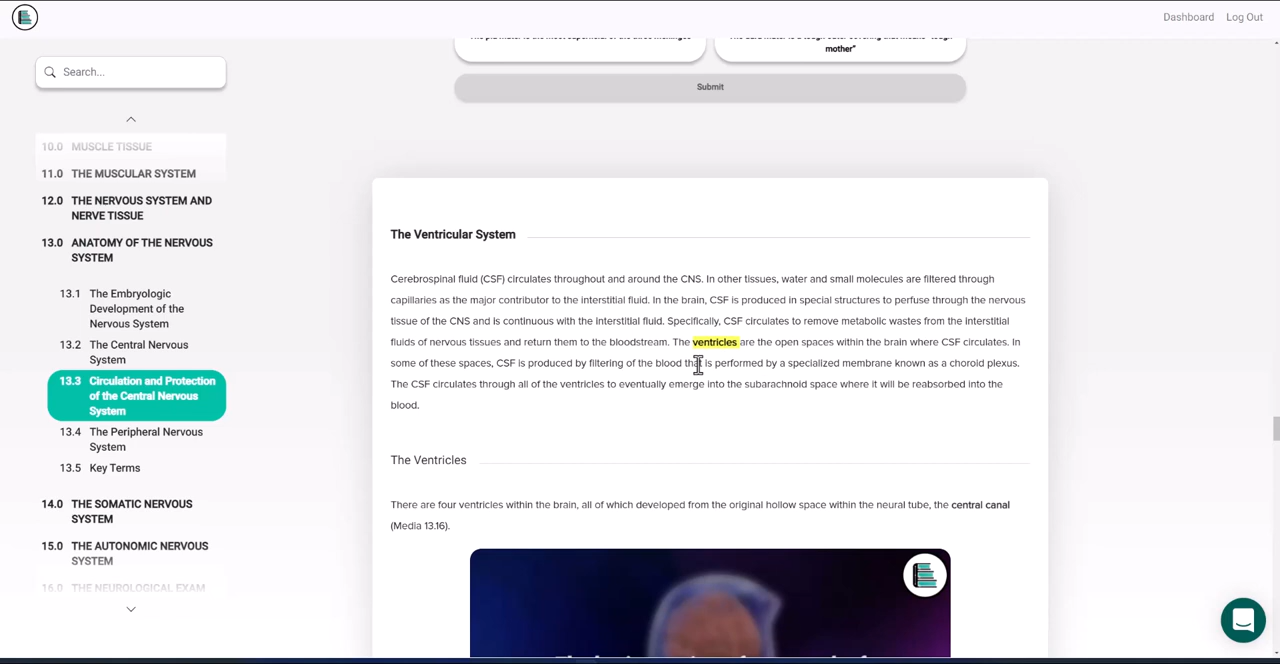 Dashboard Log Out
mother"
Search...
Submit
10.0 MUSCLE TISSUE
11.0 THE MUSCULAR SYSTEM
12.0 THE NERVOUS SYSTEM AND
NERVE TISSUE
13.0 ANATOMY OF THE NERVOUS
SYSTEM
13.1 The Embryologic
Development of the
Nervous System
13.2 The Central Nervous
System
13.3 Circulation and Protection
of the Central Nervous
System
13.4 The Peripheral Nervous
System
13.5 Key Terms
14.0 THE SOMATIC NERVOUS
SYSTEM
15.0 THE AUTONOMIC NERVOUS
SYSTEM
16.0 THE NEUROLOGICAL EXAM
The Ventricular System
Cerebrospinal fluid (CSF) circulates throughout and around the CNS. In other tissues, water and small molecules are filtered through
capillaries as the major contributor to the interstitial fluid. In the brain, CSF is produced in special structures to perfuse through the nervous
tissue of the CNS and is continuous with the interstitial fluid. Specifically, CSF circulates to remove metabolic wastes from the interstitial
fluids of nervous tissues and return them to the bloodstream. The ventricles are the open spaces within the brain where CSF circulates. In
some of these spaces, CSF is produced by filtering of the blood that is performed by a specialized membrane known as a choroid plexus.
The CSF circulates through all of the ventricles to eventually emerge into the subarachnoid space where it will be reabsorbed into the
blood.
The Ventricles
There are four ventricles within the brain, all of which developed from the original hollow space within the neural tube, the central canal
(Media 13.16).